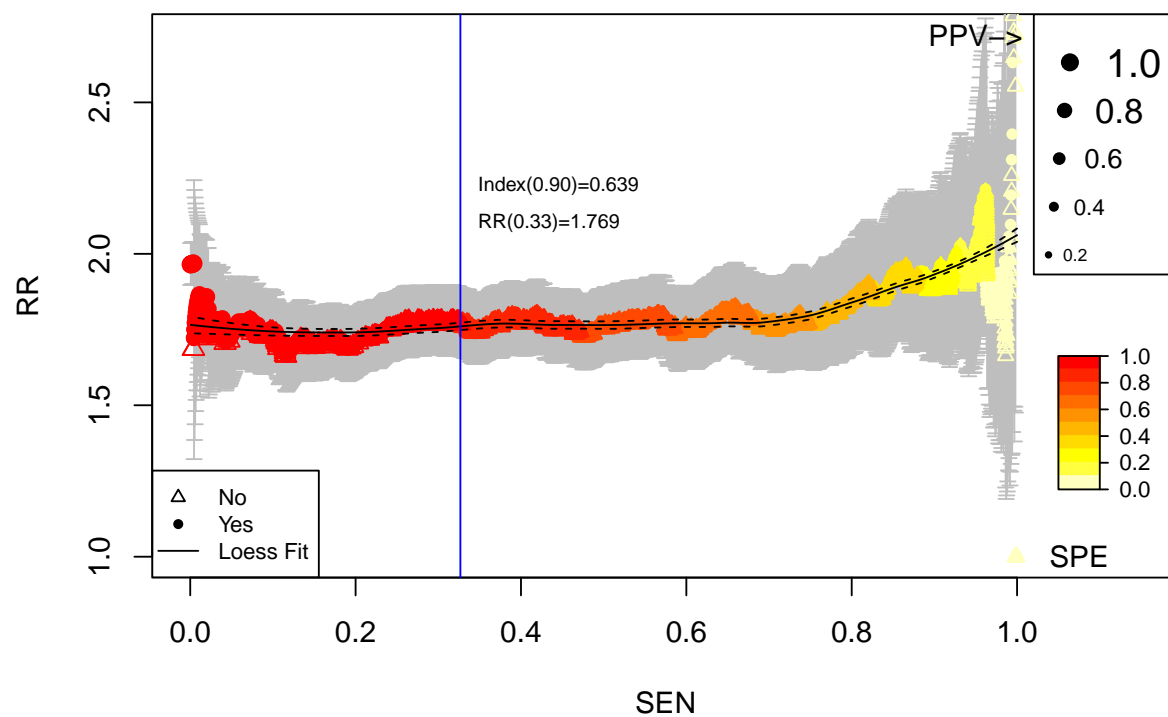 PPV−>
1.0
0.8
0.6
0.4
0.2
2.5
2.0
1.5
1.0
RR
Index(0.90)=0.639
RR(0.33)=1.769
1.0
0.8
0.6
0.4
0.2
0.0
No
Yes
Loess Fit
SPE
0.0 0.2 0.4 0.6 0.8 1.0
SEN